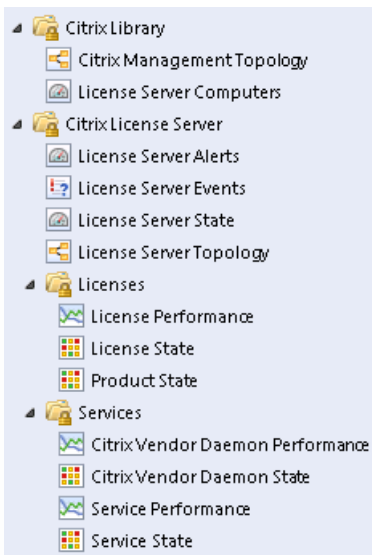 Citrix Library
Citrix Management Topology
License Server Computers
Citrix License Server
License Server Alerts
License Server Events
License Server State
License Server Topology
Licenses
License Performance
License State
Product State
Services
Citrix Vendor Daemon Performance
Citrix Vendor Daemon State
Service Performance
Service State